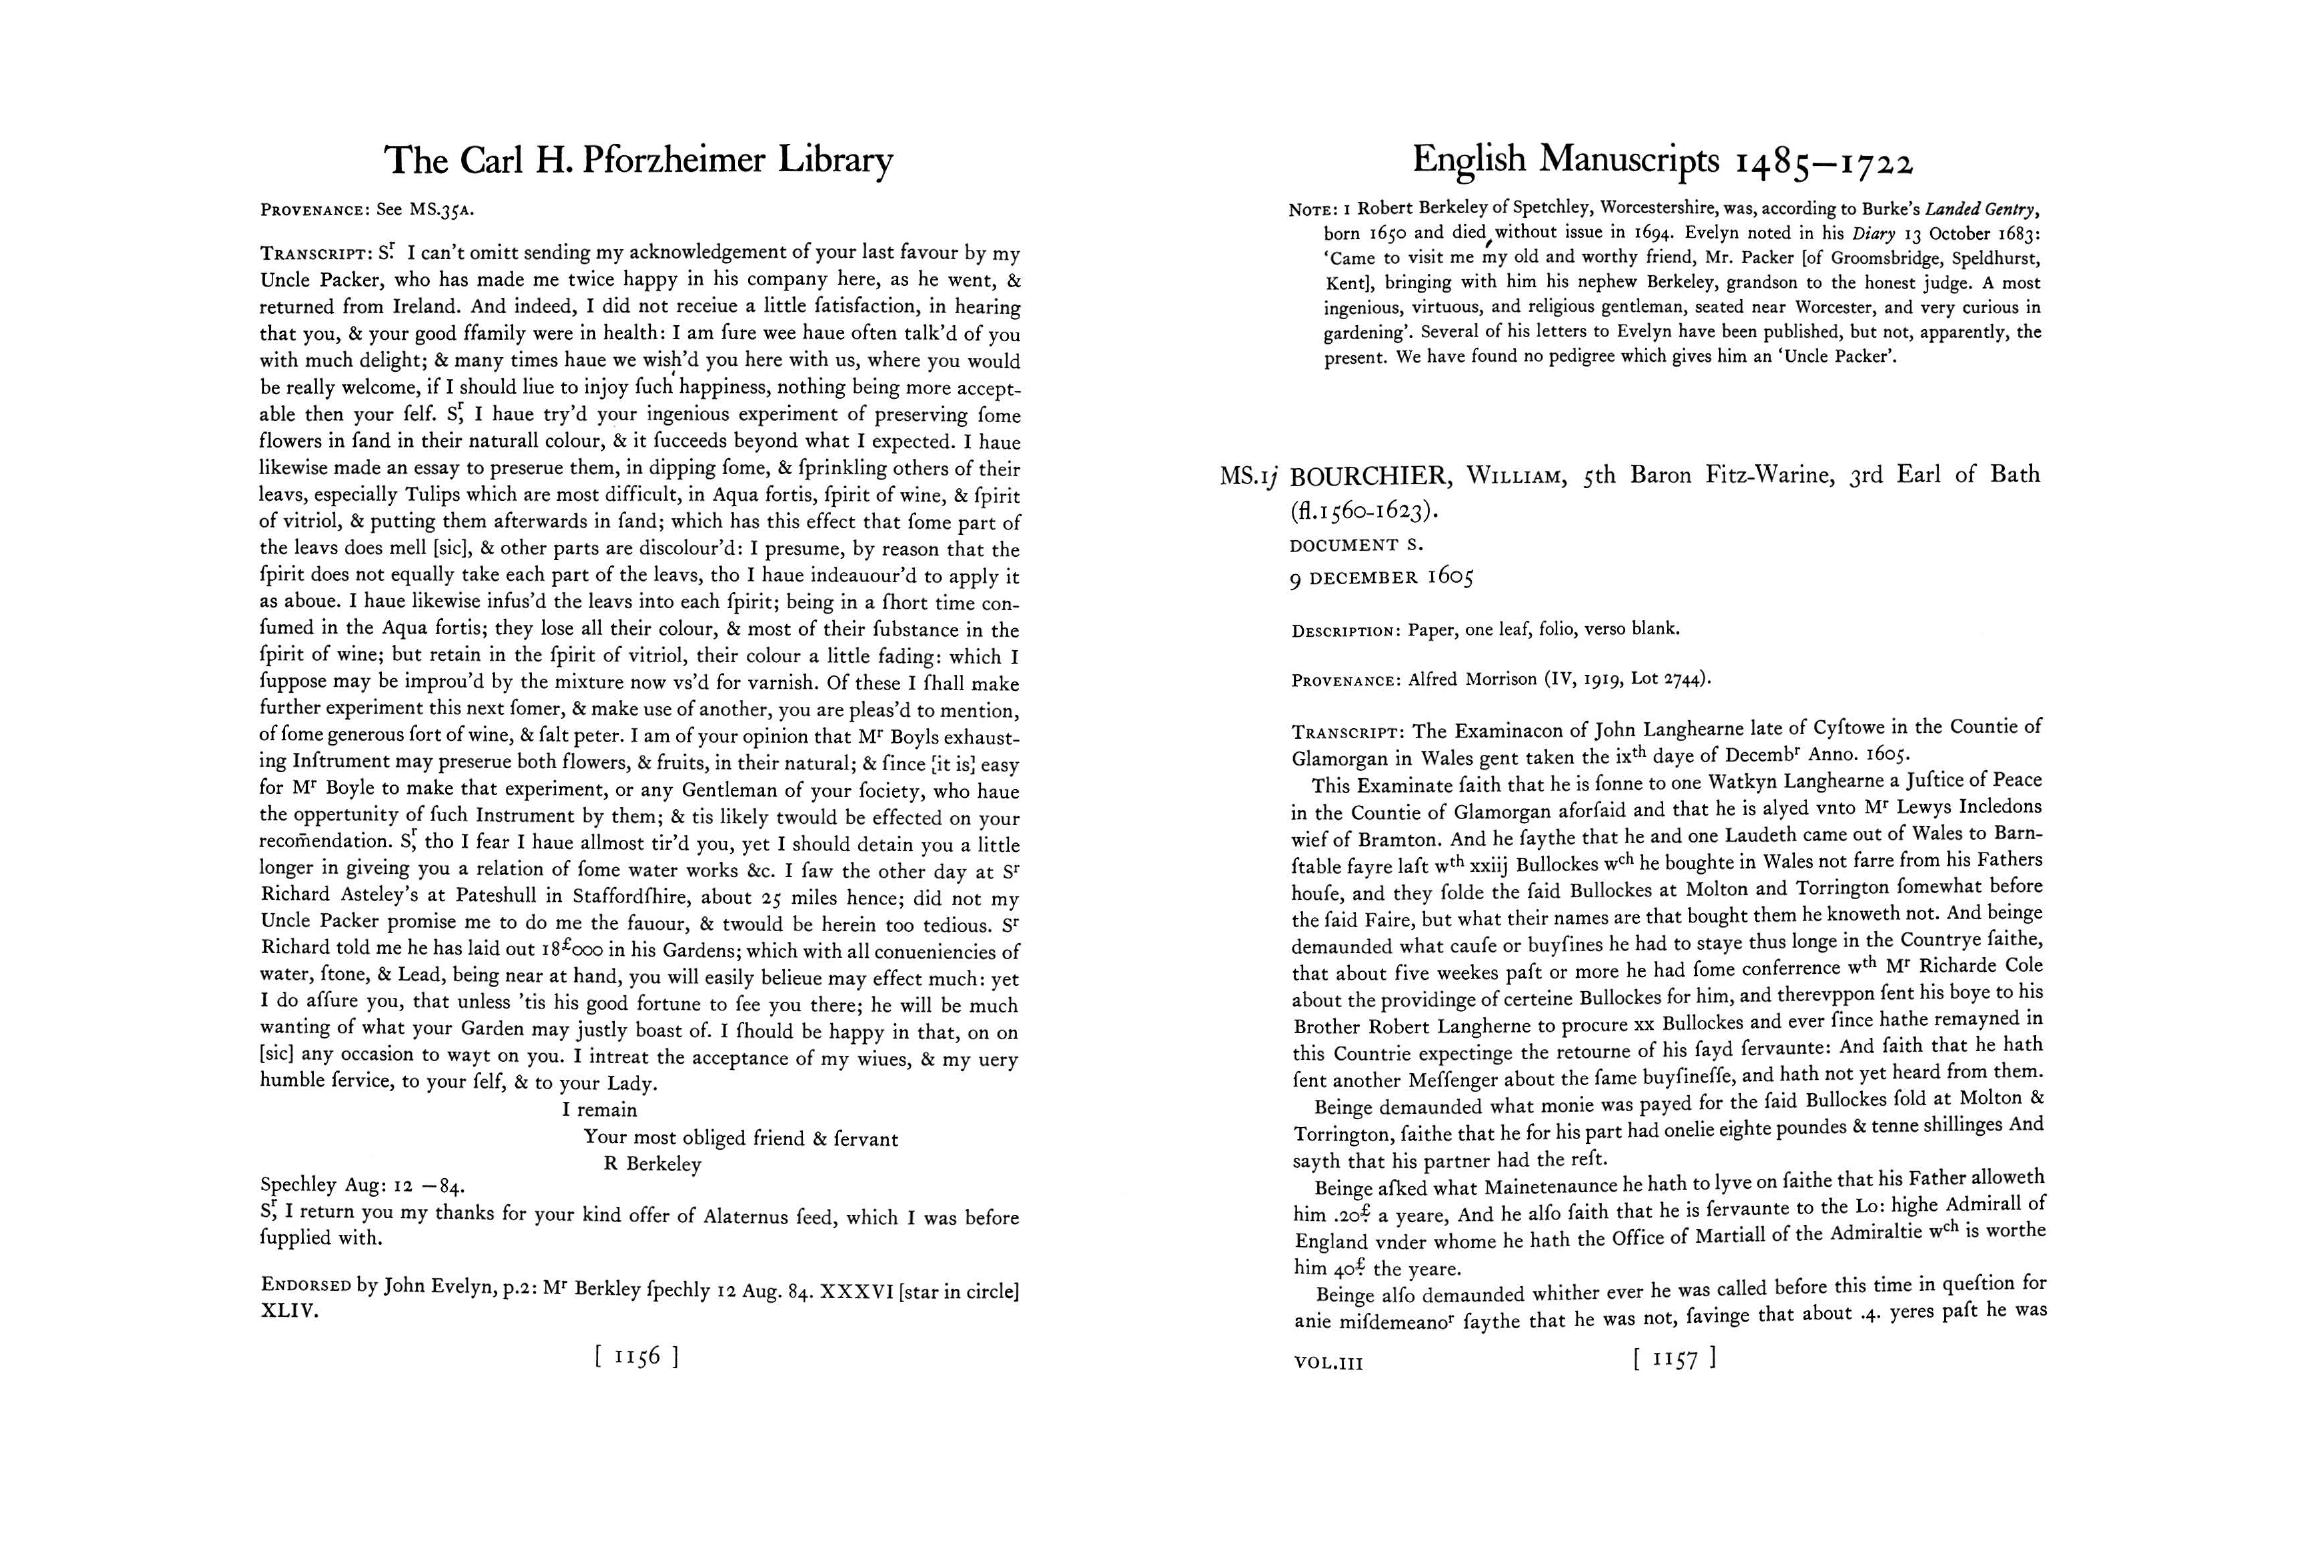 The Carl H. Pforzheimer Library
PROVENANCE: See MS.35A.
TRANSCRIPT: Sr. I can't omitt sending my acknowledgement of your last favour by my
Uncle Packer, who has made me twice happy in his company here, as he went, &
returned from Ireland. And indeed, I did not receiue a little ſatisfaction, in hearing
that you, & your good ffamily were in health: I am ſure wee haue often talk'd of you
with much delight; & many times haue we wish'd you here with us, where you would
be really welcome, if I should liue to injoy ſuch happiness, nothing being more accept-
able then your ſelf. Sr, I haue try'd your ingenious experiment of preserving ſome
flowers in ſand in their naturall colour, & it ſucceeds beyond what I expected. I haue
likewise made an essay to preserue them, in dipping ſome, & ſprinkling others of their
leavs, especially Tulips which are most difficult, in Aqua fortis, ſpirit of wine, & ſpirit
of vitriol, & putting them afterwards in ſand; which has this effect that ſome part of
the leavs does mell [sic], & other parts are discolour'd: I presume, by reason that the
ſpirit does not equally take each part of the leavs, tho I haue indeauour'd to apply it
as aboue. I haue likewise infus'd the leavs into each ſpirit; being in a ſhort time con-
ſumed in the Aqua fortis; they lose all their colour, & most of their ſubstance in the
ſpirit of wine; but retain in the ſpirit of vitriol, their colour a little fading: which I
ſuppose may be improu'd by the mixture now vs'd for varnish. Of these I ſhall make
further experiment this next ſomer, & make use of another, you are pleas'd to mention,
of ſome generous ſort of wine, & ſalt peter. I am of your opinion that Mr Boyls exhaust-
ing Inſtrument may preserue both flowers, & fruits, in their natural; & ſince [it is] easy
for Mr Boyle to make that experiment, or any Gentleman of your ſociety, who haue
the oppertunity of ſuch Instrument by them; & tis likely twould be effected on your
recom̄endation. Sr, tho I fear I haue allmost tir'd you, yet I should detain you a little
longer in giveing you a relation of ſome water works &c. I ſaw the other day at Sr
Richard Asteley's at Pateshull in Staffordſhire, about 25 miles hence; did not my
Uncle Packer promise me to do me the fauour, & twould be herein too tedious. Sr
Richard told me he has laid out 18£000 in his Gardens; which with all conueniencies of
water, ſtone, & Lead, being near at hand, you will easily belieue may effect much: yet
I do aſſure you, that unless 'tis his good fortune to ſee you there; he will be much
wanting of what your Garden may justly boast of. I ſhould be happy in that, on on
[sic] any occasion to wayt on you. I intreat the acceptance of my wiues, & my uery
humble ſervice, to your ſelf, & to your Lady.
I remain
Your most obliged friend & ſervant
R Berkeley
Spechley Aug: 12 —84.
Sr, I return you my thanks for your kind offer of Alaternus ſeed, which I was before
ſupplied with.
ENDORSED by John Evelyn, p.2: Mr Berkley ſpechly 12 Aug. 84. XXXVI [star in circle]
XLIV.
[ 1156 ]
English Manuscripts 1485—1722
NOTE: 1 Robert Berkeley of Spetchley, Worcestershire, was, according to Burke's Landed Gentry,
born 1650 and died, without issue in 1694. Evelyn noted in his Diary 13 October 1683:
'Came to visit me my old and worthy friend, Mr. Packer [of Groomsbridge, Speldhurst,
Kent], bringing with him his nephew Berkeley, grandson to the honest judge. A most
ingenious, virtuous, and religious gentleman, seated near Worcester, and very curious in
gardening'. Several of his letters to Evelyn have been published, but not, apparently, the
present. We have found no pedigree which gives him an 'Uncle Packer'.
MS.1j BOURCHIER, WILLIAM, 5th Baron Fitz-Warine, 3rd Earl of Bath
(fl.1560-1623).
DOCUMENT S.
9 DECEMBER 1605
DESCRIPTION: Paper, one leaf, folio, verso blank.
PROVENANCE: Alfred Morrison (IV, 1919, Lot 2744).
TRANSCRIPT: The Examinacon of John Langhearne late of Cyſtowe in the Countie of
Glamorgan in Wales gent taken the ixth daye of Decembr Anno. 1605.
This Examinate ſaith that he is ſonne to one Watkyn Langhearne a Juſtice of Peace
in the Countie of Glamorgan aforſaid and that he is alyed vnto Mr Lewys Incledons
wief of Bramton. And he ſaythe that he and one Laudeth came out of Wales to Barn-
ſtable fayre laſt wth xxiij Bullockes wch he boughte in Wales not farre from his Fathers
houſe, and they ſolde the ſaid Bullockes at Molton and Torrington ſomewhat before
the ſaid Faire, but what their names are that bought them he knoweth not. And beinge
demaunded what cauſe or buyſines he had to staye thus longe in the Countrye ſaithe,
that about five weekes paſt or more he had ſome conferrence wth Mr Richarde Cole
about the providinge of certeine Bullockes for him, and therevppon ſent his boye to his
Brother Robert Langherne to procure xx Bullockes and ever ſince hathe remayned in
this Countrie expectinge the retourne of his ſayd ſervaunte: And ſaith that he hath
ſent another Meſſenger about the ſame buyſineſſe, and hath not yet heard from them.
Beinge demaunded what monie was payed for the ſaid Bullockes ſold at Molton &
Torrington, ſaithe that he for his part had onelie eighte poundes & tenne shillinges And
sayth that his partner had the reſt.
Beinge aſked what Mainetenaunce he hath to lyve on ſaithe that his Father alloweth
him .20£ a yeare, And he alſo ſaith that he is ſervaunte to the Lo: highe Admirall of
England vnder whome he hath the Office of Martiall of the Admiraltie wch is worthe
him 40£ the yeare.
Beinge alſo demaunded whither ever he was called before this time in queſtion for
anie miſdemeanor ſaythe that he was not, ſavinge that about .4. yeres paſt he was
VOL.III
[ 1157 ]